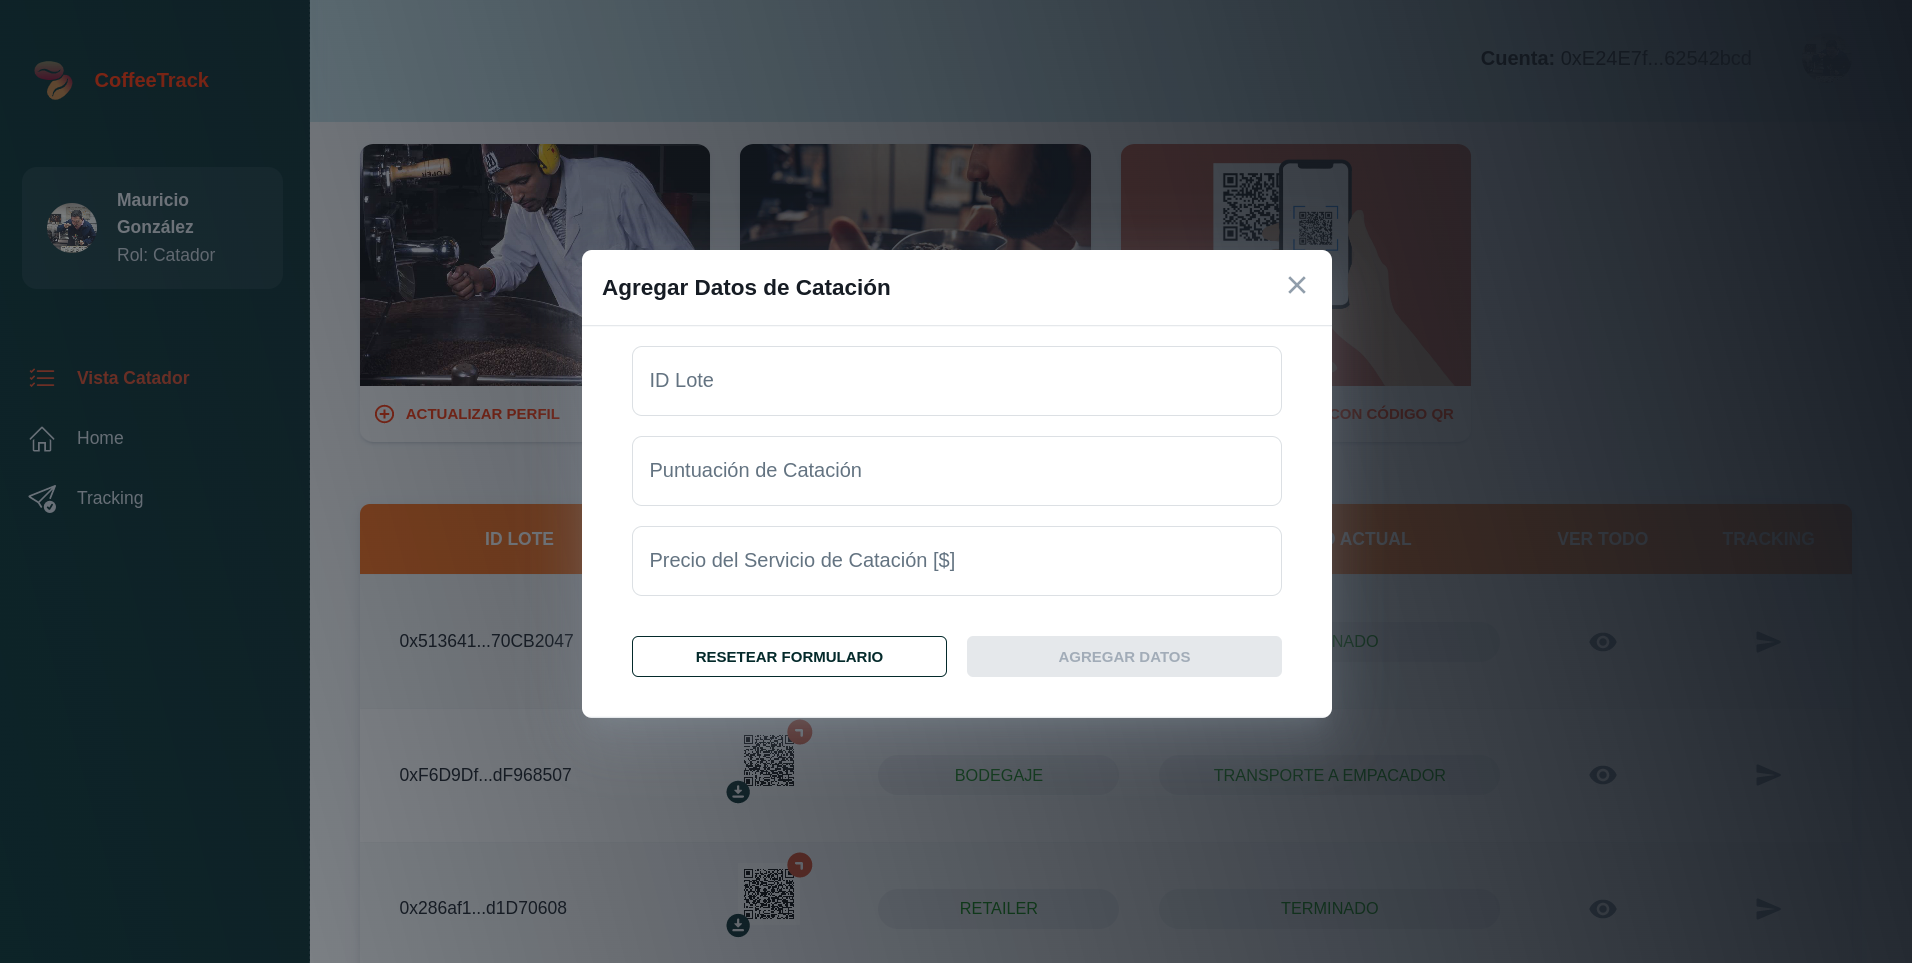 CoffeeTrack
Cuenta: 0xE24E7f...62542bcd
Mauricio
González
Rol: Catador
Vista Catador
Home
Tracking
ACTUALIZAR PERFIL
CON CÓDIGO QR
Agregar Datos de Catación
ID Lote
Puntuación de Catación
Precio del Servicio de Catación [$]
RESETEAR FORMULARIO
AGREGAR DATOS
ID LOTE
ACTUAL
VER TODO
TRACKING
0x513641...70CB2047
0xF6D9Df...dF968507
BODEGAJE
TRANSPORTE A EMPACADOR
0x286af1...d1D70608
RETAILER
TERMINADO